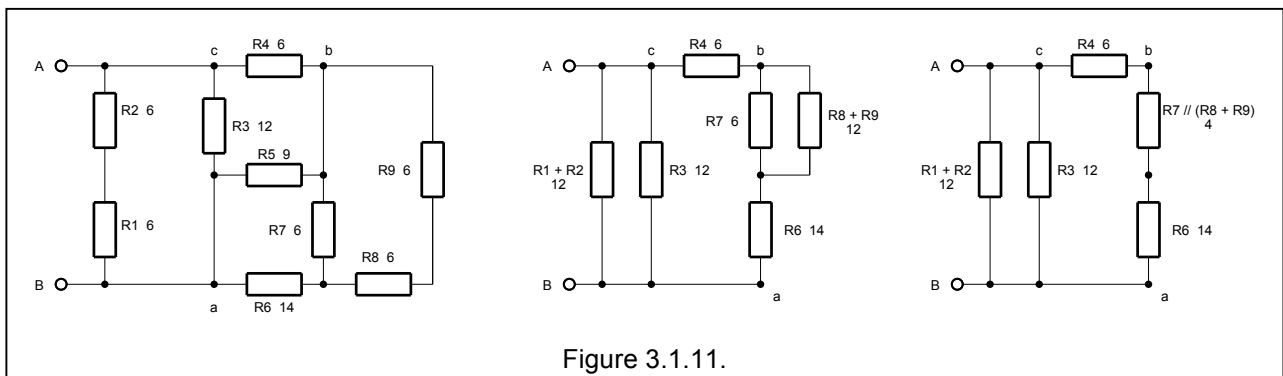 c
R4 6
b
A
R2 6
R3 12
R5 9
R9 6
R1 6
R7 6
R8 6
B
a
R6 14
c
R4 6
b
A
R7 6
R8 + R9
12
R1 + R2
12
R3 12
R6 14
B
a
c
R4 6
b
A
R7 // (R8 + R9)
4
R1 + R2
12
R3 12
R6 14
B
a
Figure 3.1.11.